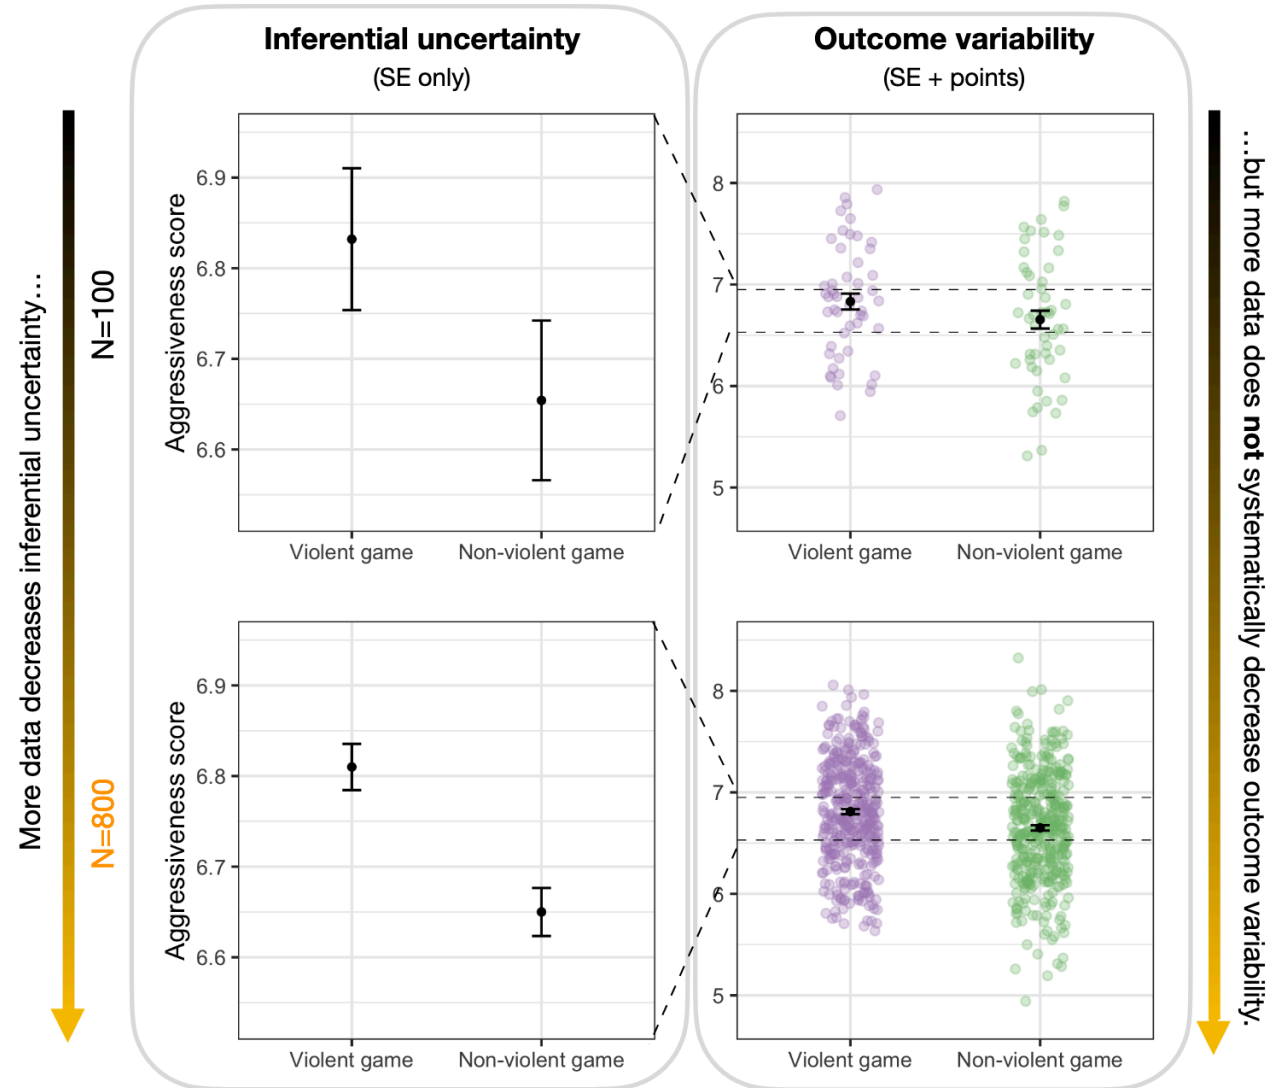 Inferential uncertainty
(SE only)
Outcome variability
(SE + points)
More data decreases inferential uncertainty…
N=100
N=800
Aggressiveness score
6.9
6.8
6.7
6.6
Violent game
Non-violent game
8
7
6
5
Violent game
Non-violent game
Aggressiveness score
6.9
6.8
6.7
6.6
Violent game
Non-violent game
8
7
6
5
Violent game
Non-violent game
…but more data does not systematically decrease outcome variability.